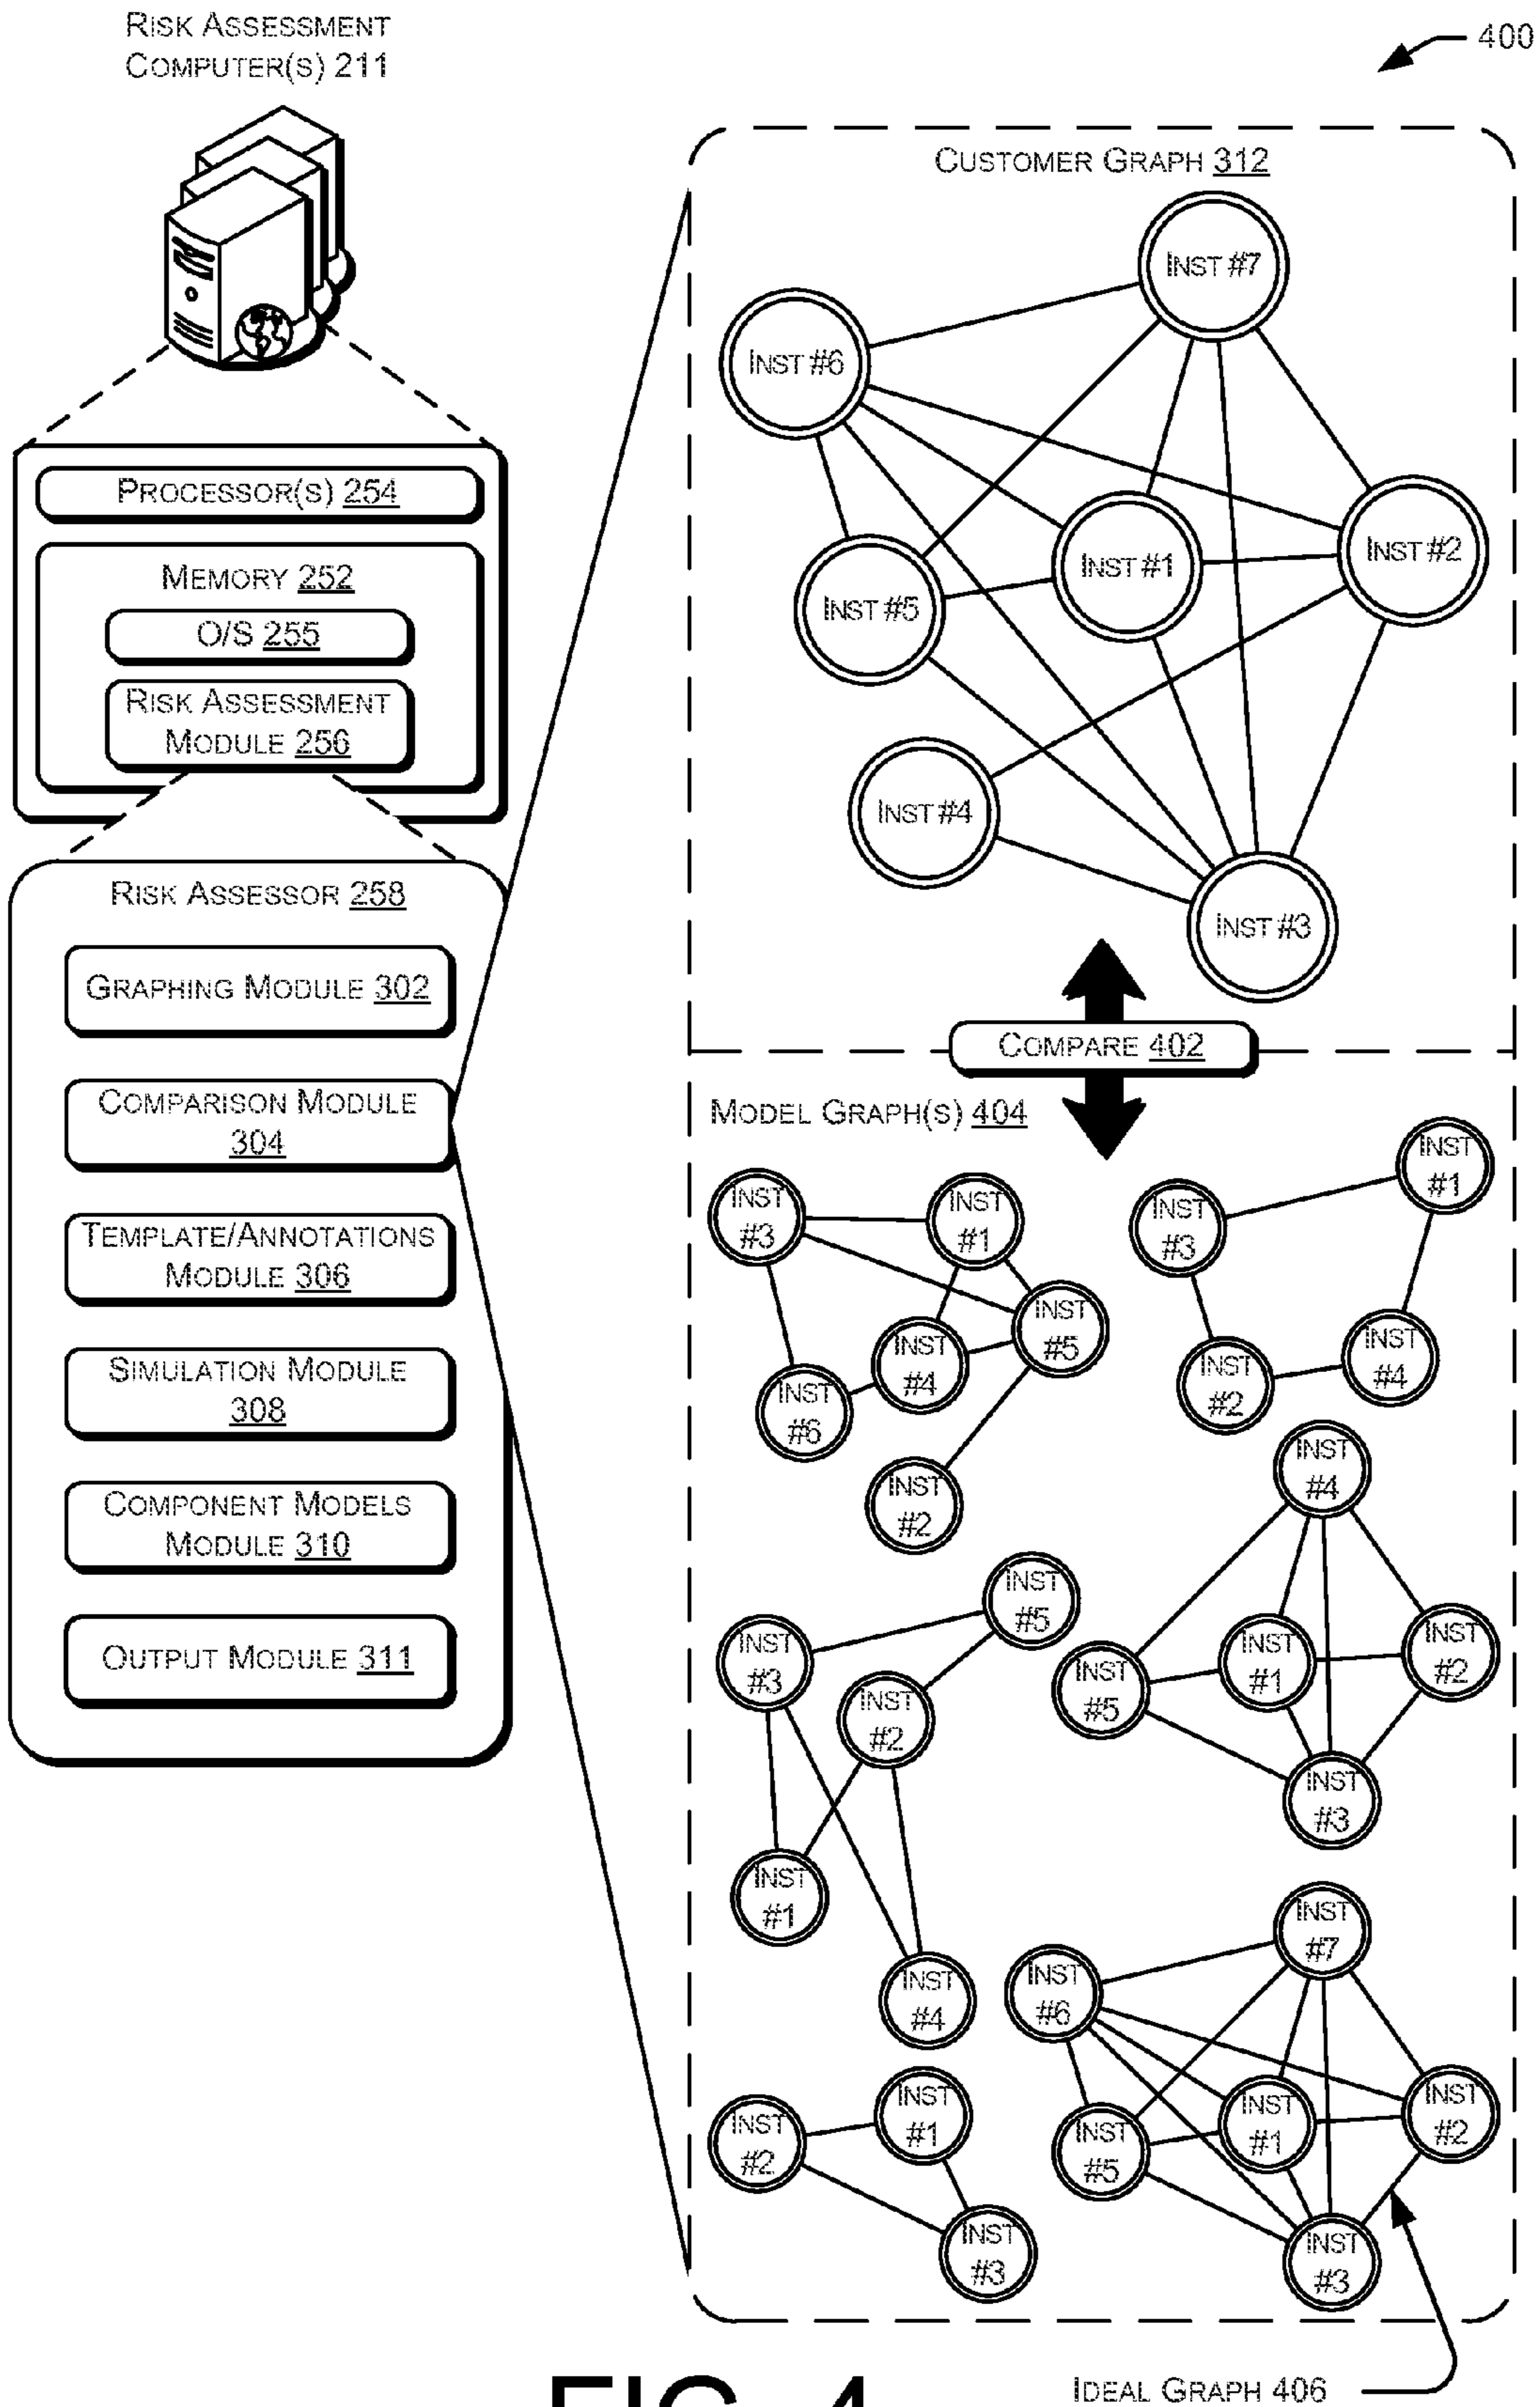 RISK ASSESSMENT
COMPUTER(S) 211
400
PROCESSOR(S) 254
MEMORY 252
O/S 255
RISK ASSESSMENT
MODULE 256
RISK ASSESSOR 258
GRAPHING MODULE 302
COMPARISON MODULE
304
TEMPLATE/ANNOTATIONS
MODULE 306
SIMULATION MODULE
308
COMPONENT MODELS
MODULE 310
OUTPUT MODULE 311
CUSTOMER GRAPH 312
INST #7
INST #6
INST #2
INST #1
INST #5
INST #4
INST #3
COMPARE 402
MODEL GRAPH(S) 404
INST
#3
INST
#1
INST
#5
INST
#4
INST
#6
INST
#2
INST
#1
INST
#3
INST
#4
INST
#2
INST
#5
INST
#3
INST
#2
INST
#1
INST
#4
INST
#4
INST
#2
INST
#1
INST
#5
INST
#3
INST
#1
INST
#2
INST
#3
INST
#7
INST
#6
INST
#2
INST
#1
INST
#5
INST
#3
IDEAL GRAPH 406
FIG. 4